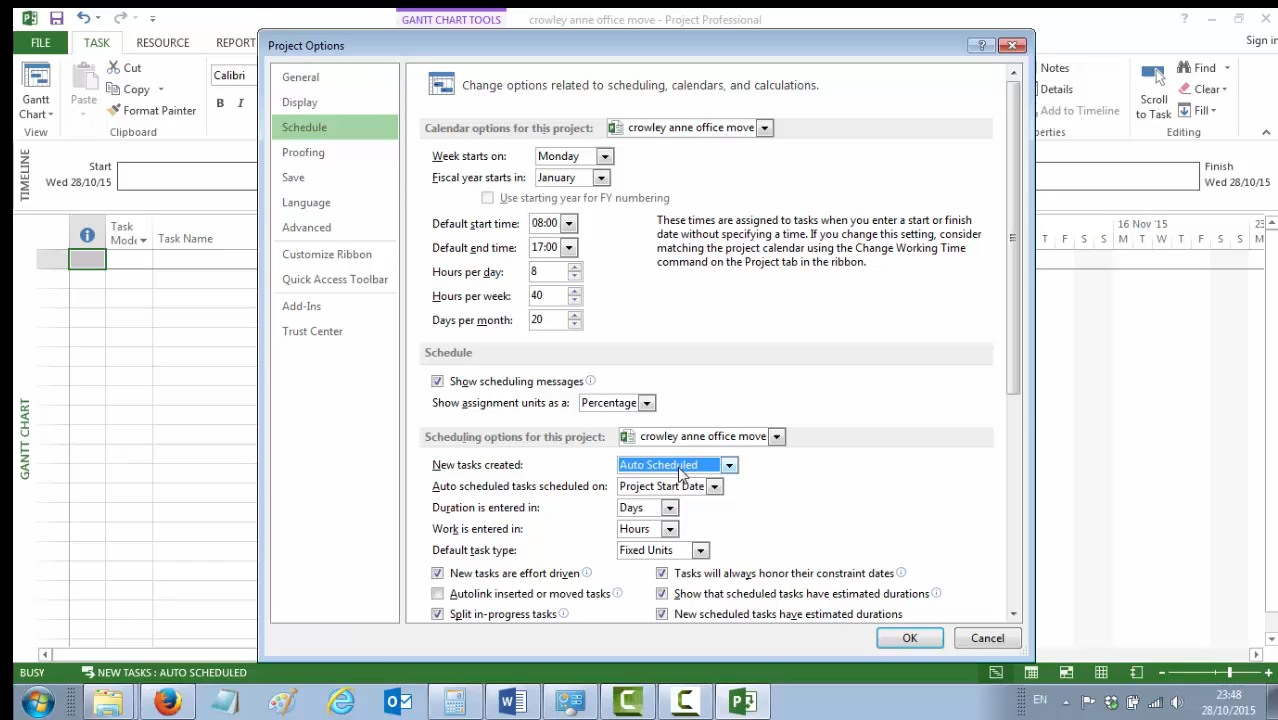 GANTT CHART TOOLS
crowley anne office move - Project Professional
?
FILE
TASK
RESOURCE
REPORT
Sign in
Cut
Copy
Format Painter
Paste
Clipboard
Gantt
Chart
View
Calibri
B I
Notes
Details
Add to Timeline
erties
Scroll
to Task
Find
Clear
Fill
Editing
TIMELINE
Start
Wed 28/10/15
Finish
Wed 28/10/15
Task
Mode
Task Name
16 Nov '15
23
T F S S M T W T F S S M
GANTT CHART
Project Options
?
General
Display
Schedule
Proofing
Save
Language
Advanced
Customize Ribbon
Quick Access Toolbar
Add-Ins
Trust Center
Change options related to scheduling, calendars, and calculations.
Calendar options for this project: crowley anne office move
Week starts on: Monday
Fiscal year starts in: January
Use starting year for FY numbering
Default start time: 08:00
Default end time: 17:00
Hours per day: 8
Hours per week: 40
Days per month: 20
These times are assigned to tasks when you enter a start or finish
date without specifying a time. If you change this setting, consider
matching the project calendar using the Change Working Time
command on the Project tab in the ribbon.
Schedule
Show scheduling messages
Show assignment units as a: Percentage
Scheduling options for this project: crowley anne office move
New tasks created: Auto Scheduled
Auto scheduled tasks scheduled on: Project Start Date
Duration is entered in: Days
Work is entered in: Hours
Default task type: Fixed Units
New tasks are effort driven
Tasks will always honor their constraint dates
Autolink inserted or moved tasks
Show that scheduled tasks have estimated durations
Split in-progress tasks
New scheduled tasks have estimated durations
OK
Cancel
BUSY
NEW TASKS : AUTO SCHEDULED
EN
23:48
28/10/2015